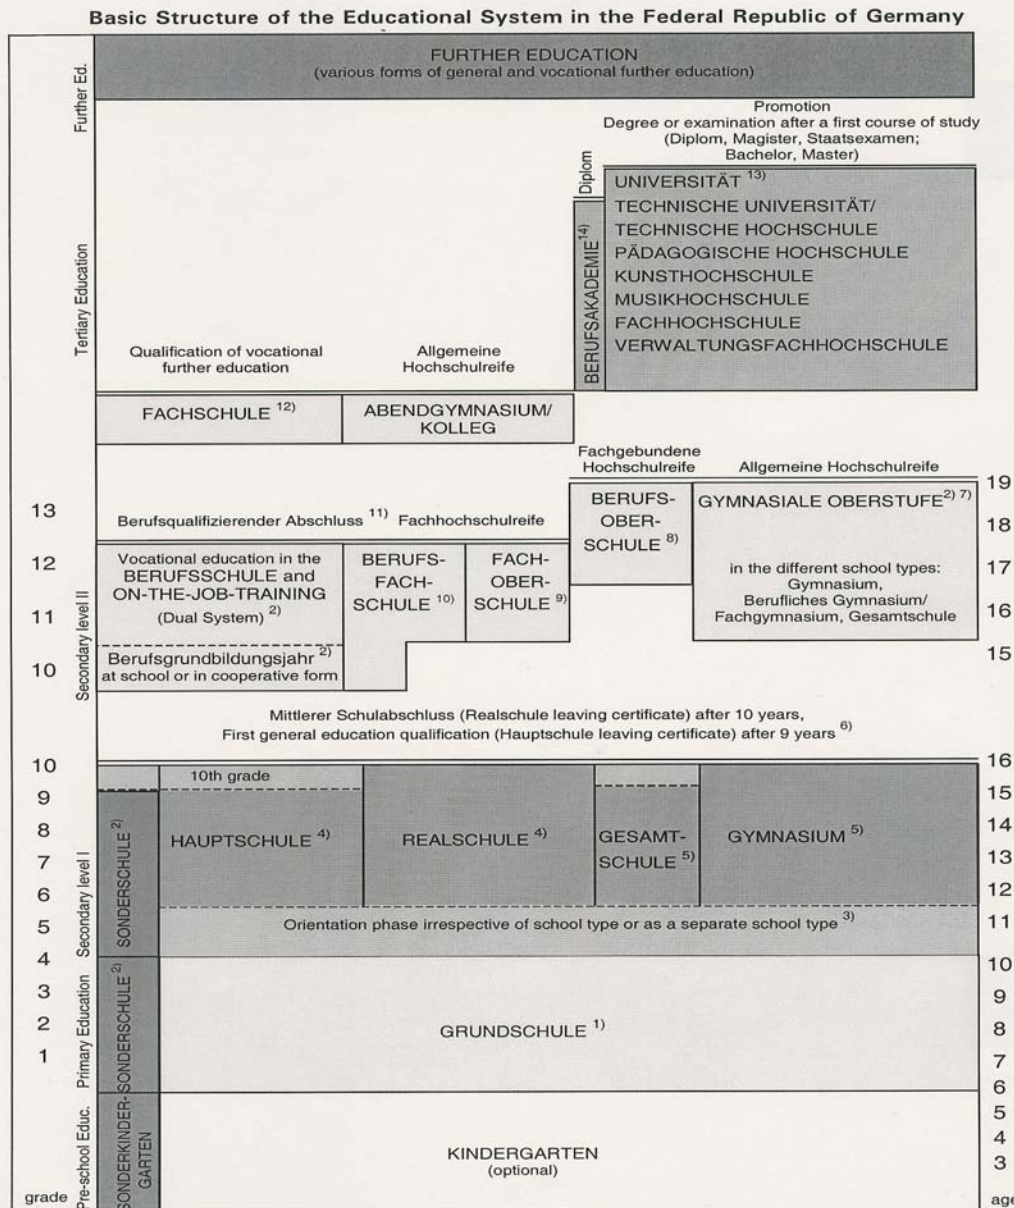 Basic Structure of the Educational System in the Federal Republic of Germany
Further Ed.
FURTHER EDUCATION
(various forms of general and vocational further education)
Tertiary Education
Promotion
Degree or examination after a first course of study
(Diplom, Magister, Staatsexamen;
Bachelor, Master)
Diplom
BERUFSAKADEMIE 14)
UNIVERSITÄT 13)
TECHNISCHE UNIVERSITÄT/
TECHNISCHE HOCHSCHULE
PÄDAGOGISCHE HOCHSCHULE
KUNSTHOCHSCHULE
MUSIKHOCHSCHULE
FACHHOCHSCHULE
VERWALTUNGSFACHHOCHSCHULE
Qualification of vocational
further education
Allgemeine
Hochschulreife
FACHSCHULE 12)
ABENDGYMNASIUM/
KOLLEG
Fachgebundene
Hochschulreife
Allgemeine Hochschulreife
Secondary level II
13
12
11
10
Berufsqualifizierender Abschluss 11)
Fachhochschulreife
Vocational education in the
BERUFSSCHULE and
ON-THE-JOB-TRAINING
(Dual System) 2)
Berufsgrundbildungsjahr 2)
at school or in cooperative form
BERUFS-
FACH-
SCHULE 10)
FACH-
OBER-
SCHULE 9)
BERUFS-
OBER-
SCHULE 8)
GYMNASIALE OBERSTUFE 2) 7)
in the different school types:
Gymnasium,
Berufliches Gymnasium/
Fachgymnasium, Gesamtschule
19
18
17
16
15
Mittlerer Schulabschluss (Realschule leaving certificate) after 10 years,
First general education qualification (Hauptschule leaving certificate) after 9 years 6)
Secondary level I
10
9
8
7
6
5
SONDERSCHULE 2)
10th grade
HAUPTSCHULE 4)
REALSCHULE 4)
GESAMT-
SCHULE 5)
GYMNASIUM 5)
Orientation phase irrespective of school type or as a separate school type 3)
16
15
14
13
12
11
Primary Education
4
3
2
1
SONDERSCHULE 2)
GRUNDSCHULE 1)
10
9
8
7
6
Pre-school Educ.
SONDERKINDER-
GARTEN
KINDERGARTEN
(optional)
5
4
3
grade
age